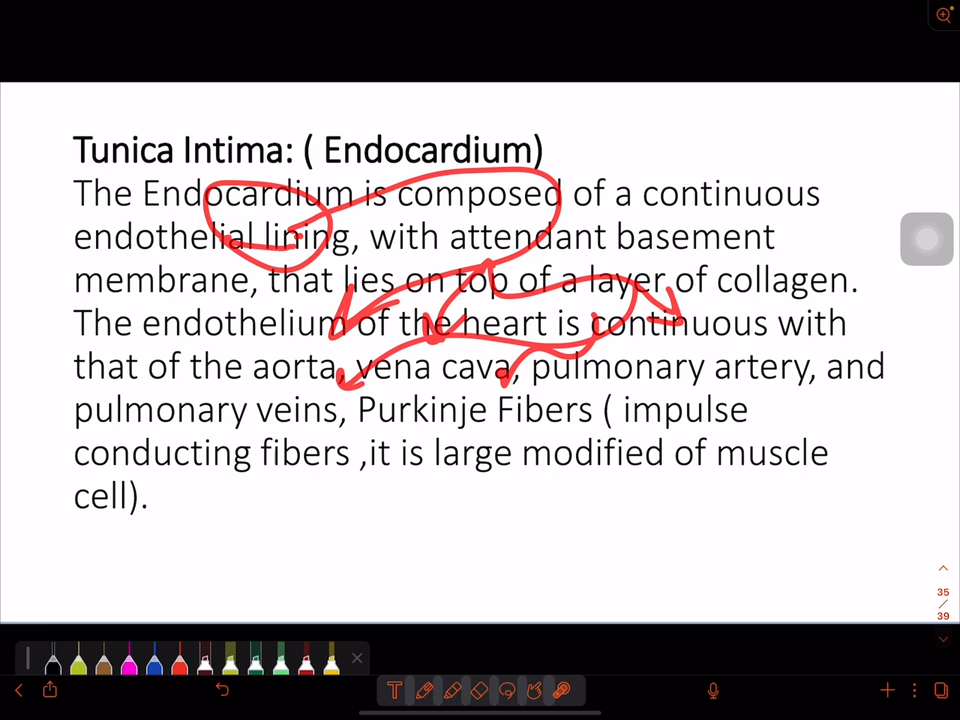 Tunica Intima: ( Endocardium)
The Endocardium is composed of a continuous
endothelial lining, with attendant basement
membrane, that lies on top of a layer of collagen.
The endothelium of the heart is continuous with
that of the aorta, vena cava, pulmonary artery, and
pulmonary veins, Purkinje Fibers ( impulse
conducting fibers ,it is large modified of muscle
cell).
35
/
39